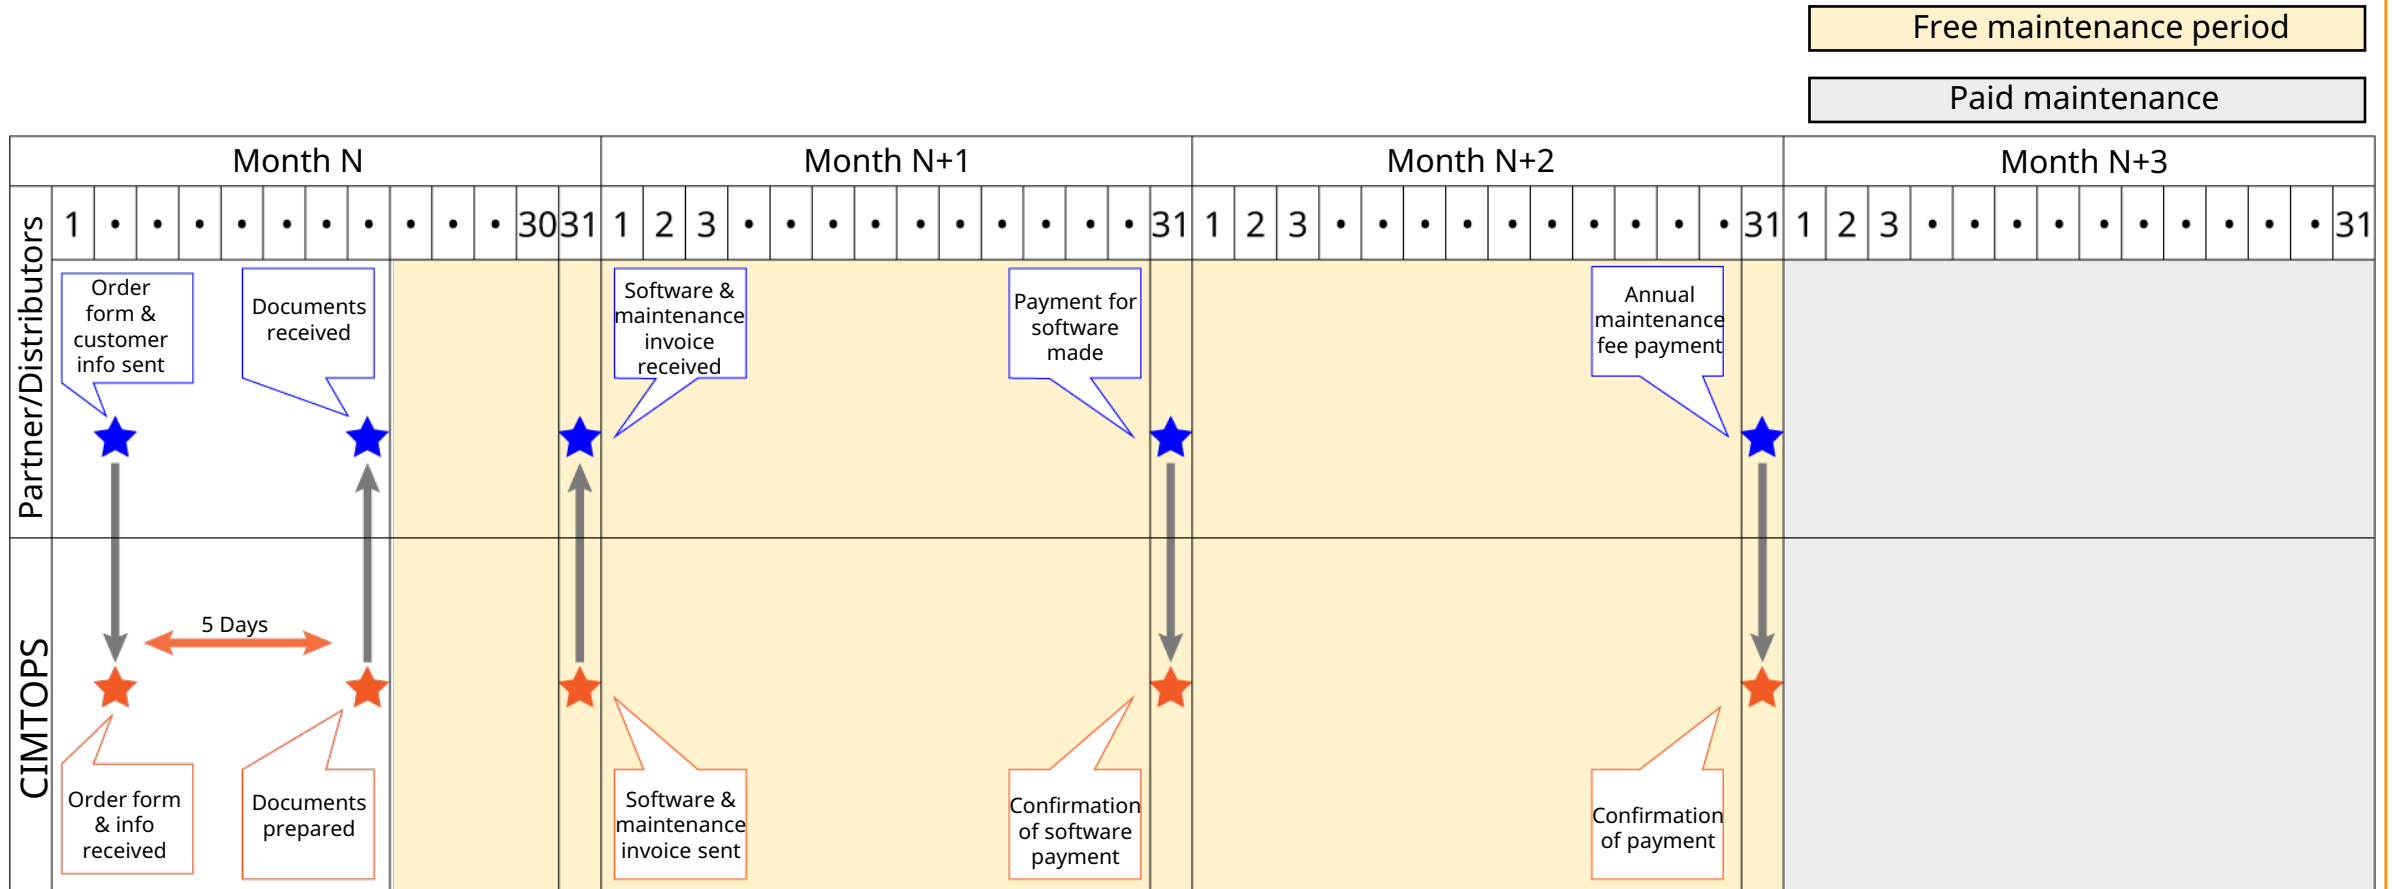 Free maintenance period
Paid maintenance
Month N
Month N+1
Month N+2
Month N+3
Partner/Distributors
1 • • • • • • • • • • 30 31 1 2 3 • • • • • • • • • • 31 1 2 3 • • • • • • • • • • 31 1 2 3 • • • • • • • • • • 31
Order
form &
customer
info sent
Documents
received
Software &
maintenance
invoice
received
Payment for
software
made
Annual
maintenance
fee payment
CIMTOPS
5 Days
Order form
& info
received
Documents
prepared
Software &
maintenance
invoice sent
Confirmation
of software
payment
Confirmation
of payment